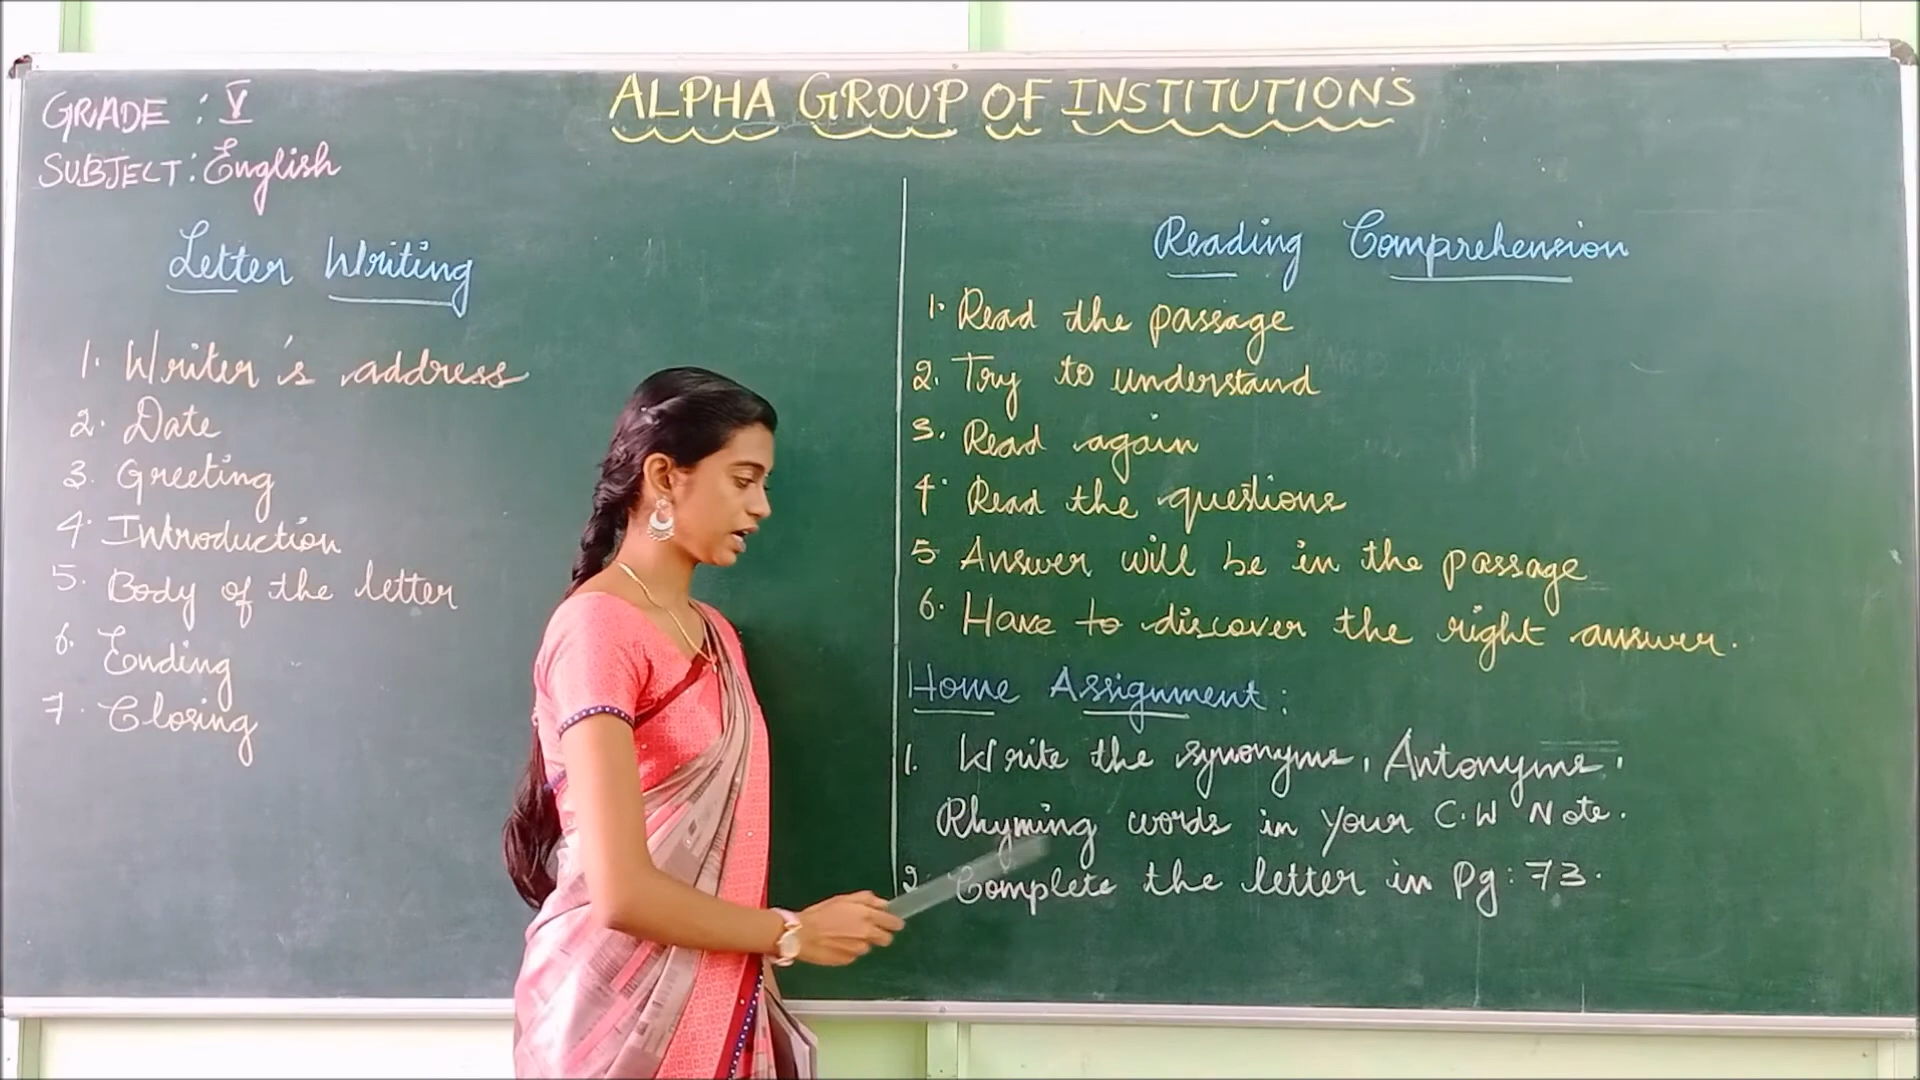 ALPHA GROUP OF INSTITUTIONS
GRADE : V
SUBJECT : English
Letter Writing
1. Writer's address
2. Date
3. Greeting
4. Introduction
5. Body of the letter
6. Ending
7. Closing
Reading Comprehension
1. Read the passage
2. Try to understand
3. Read again
4. Read the questions
5 Answer will be in the passage
6. Have to discover the right answer.
Home Assignment :
1. Write the synonyms, Antonyms,
Rhyming words in your C.W Note.
2. Complete the letter in Pg : 73.